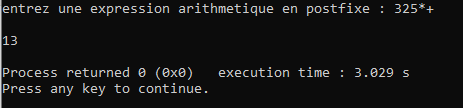 entrez une expression arithmetique en postfixe : 325*+
13
Process returned 0 (0x0)   execution time : 3.029 s
Press any key to continue.